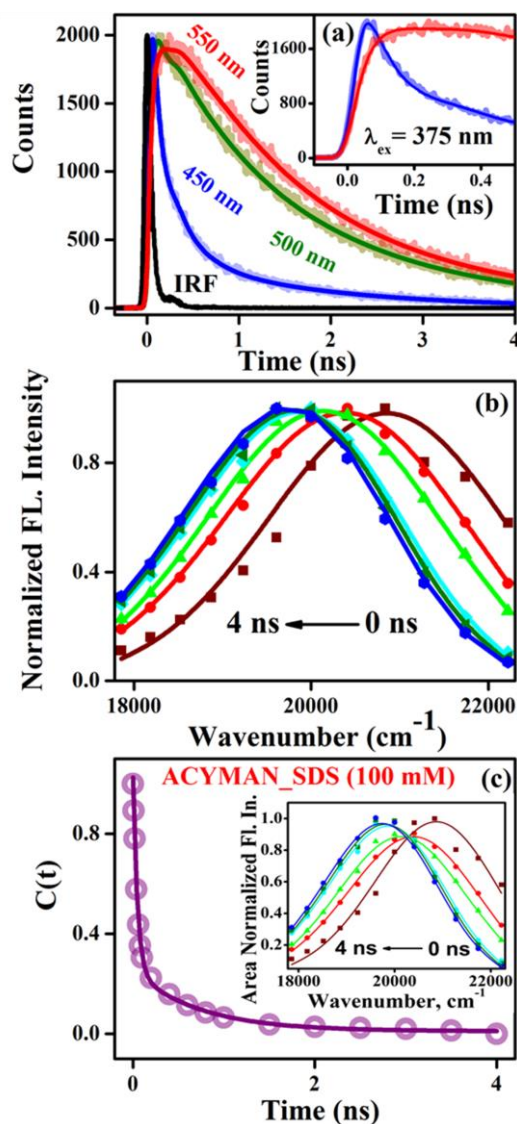 (a)
2000
1500
1000
500
0
Counts
550 nm
450 nm
500 nm
IRF
0 1 2 3 4
Time (ns)
1600
800
0
Counts
λex = 375 nm
0.0 0.2 0.4
Time (ns)
(b)
0.8
0.4
0.0
Normalized FL. Intensity
4 ns 0 ns
18000 20000 22000
Wavenumber (cm-1)
ACYMAN_SDS (100 mM) (c)
1.0
0.8
0.4
0.0
C(t)
0 2 4
Time (ns)
1.0
0.8
0.6
0.4
0.2
Area Normalized Fl. In.
4 ns 0 ns
18000 20000 22000
Wavenumber, cm-1